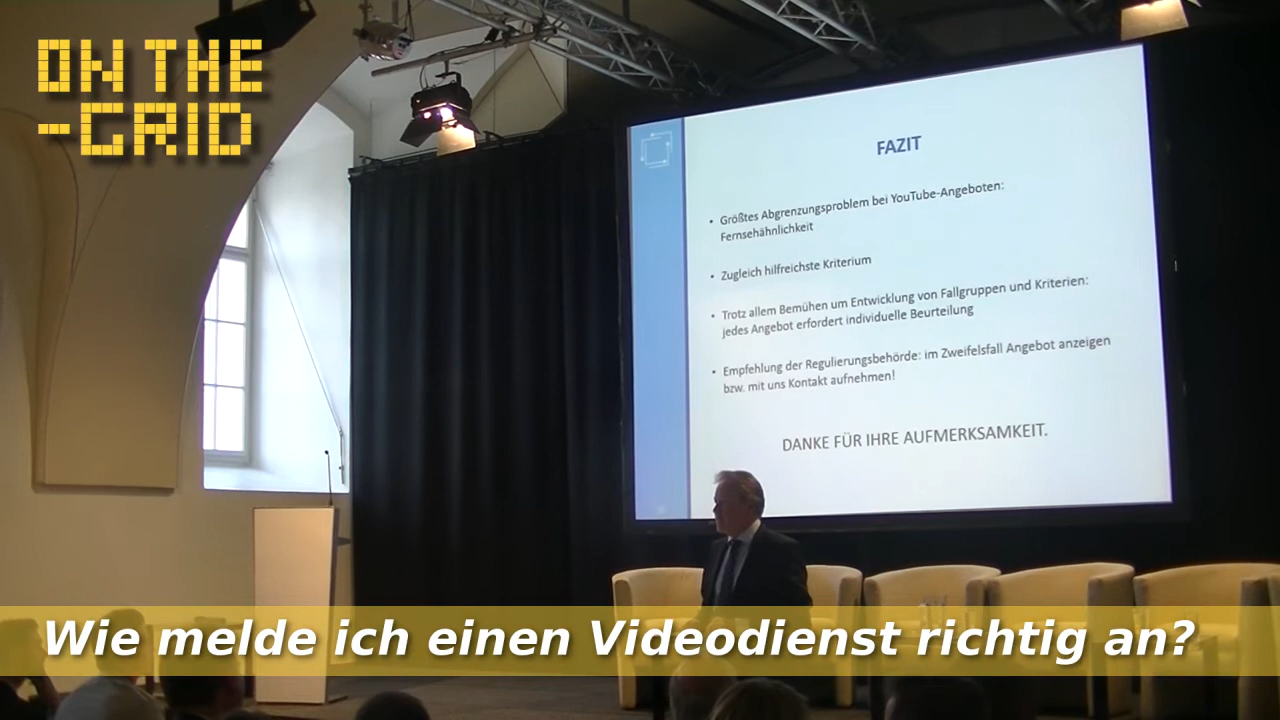 ON THE
-GRID
FAZIT
• Größtes Abgrenzungsproblem bei YouTube-Angeboten:
Fernsehähnlichkeit
• Zugleich hilfreichste Kriterium
• Trotz allem Bemühen um Entwicklung von Fallgruppen und Kriterien:
jedes Angebot erfordert individuelle Beurteilung
• Empfehlung der Regulierungsbehörde: im Zweifelsfall Angebot anzeigen
bzw. mit uns Kontakt aufnehmen!
DANKE FÜR IHRE AUFMERKSAMKEIT.
Wie melde ich einen Videodienst richtig an?